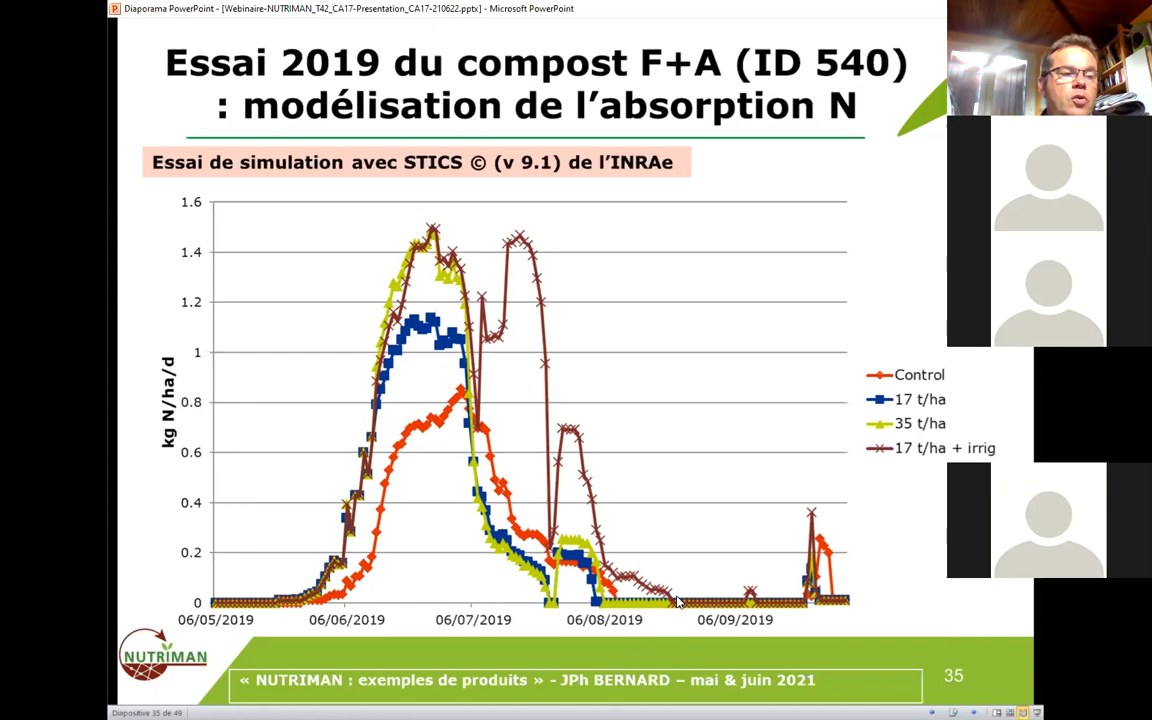 Diaporama PowerPoint - [Webinaire-NUTRIMAN_T42_CA17-Presentation_CA17-210622.pptx] - Microsoft PowerPoint
Essai 2019 du compost F+A (ID 540)
: modélisation de l’absorption N
Essai de simulation avec STICS © (v 9.1) de l’INRAe
kg N/ha/d
1.6
1.4
1.2
1
0.8
0.6
0.4
0.2
0
06/05/2019
06/06/2019
06/07/2019
06/08/2019
06/09/2019
Control
17 t/ha
35 t/ha
17 t/ha + irrig
NUTRIMAN
« NUTRIMAN : exemples de produits » - JPh BERNARD – mai & juin 2021
35
Diapositive 35 de 49